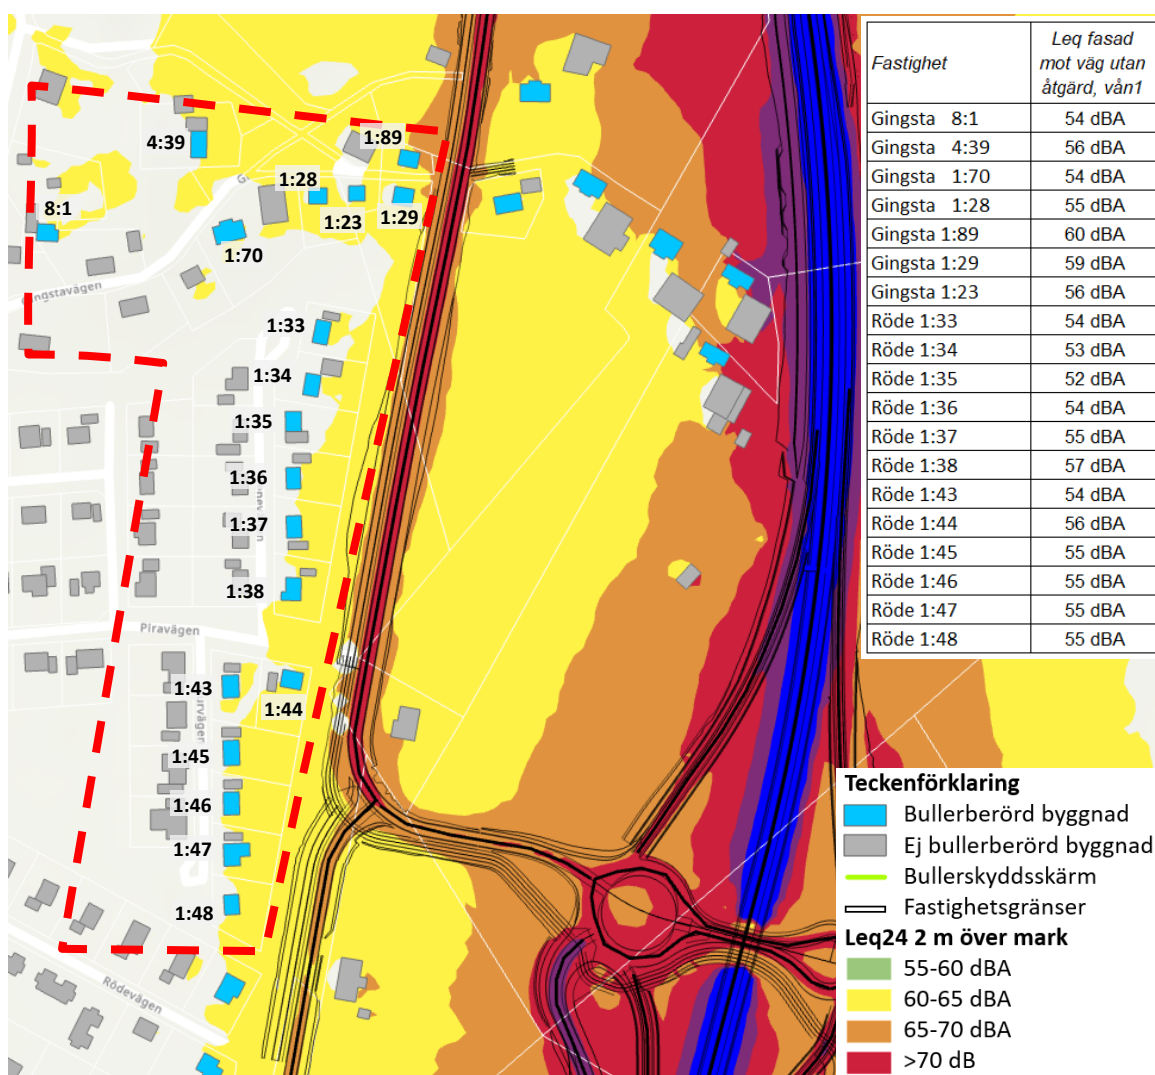 Fastighet
Leq fasad
mot väg utan
åtgärd, vån1
Gingsta 8:1 54 dBA
Gingsta 4:39 56 dBA
Gingsta 1:70 54 dBA
Gingsta 1:28 55 dBA
Gingsta 1:89 60 dBA
Gingsta 1:29 59 dBA
Gingsta 1:23 56 dBA
Röde 1:33 54 dBA
Röde 1:34 53 dBA
Röde 1:35 52 dBA
Röde 1:36 54 dBA
Röde 1:37 55 dBA
Röde 1:38 57 dBA
Röde 1:43 54 dBA
Röde 1:44 56 dBA
Röde 1:45 55 dBA
Röde 1:46 55 dBA
Röde 1:47 55 dBA
Röde 1:48 55 dBA
4:39
1:89
1:28
8:1
1:23
1:29
1:70
1:33
1:34
1:35
1:36
1:37
1:38
Piravägen
1:43
1:44
1:45
1:46
1:47
1:48
Rödevägen
Teckenförklaring
Bullerberörd byggnad
Ej bullerberörd byggnad
Bullerskyddsskärm
Fastighetsgränser
Leq24 2 m över mark
55-60 dBA
60-65 dBA
65-70 dBA
>70 dB